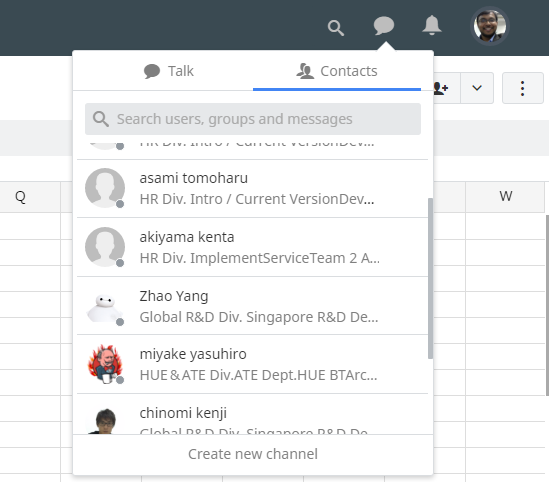 Talk
Contacts
Search users, groups and messages
HR Div. Intro / Current VersionDev...
asami tomoharu
HR Div. Intro / Current VersionDev...
akiyama kenta
HR Div. ImplementServiceTeam 2 A...
Zhao Yang
Global R&D Div. Singapore R&D De...
miyake yasuhiro
HUE＆ATE Div.ATE Dept.HUE BTArc...
chinomi kenji
Global R&D Div. Singapore R&D De...
Create new channel
Q
W